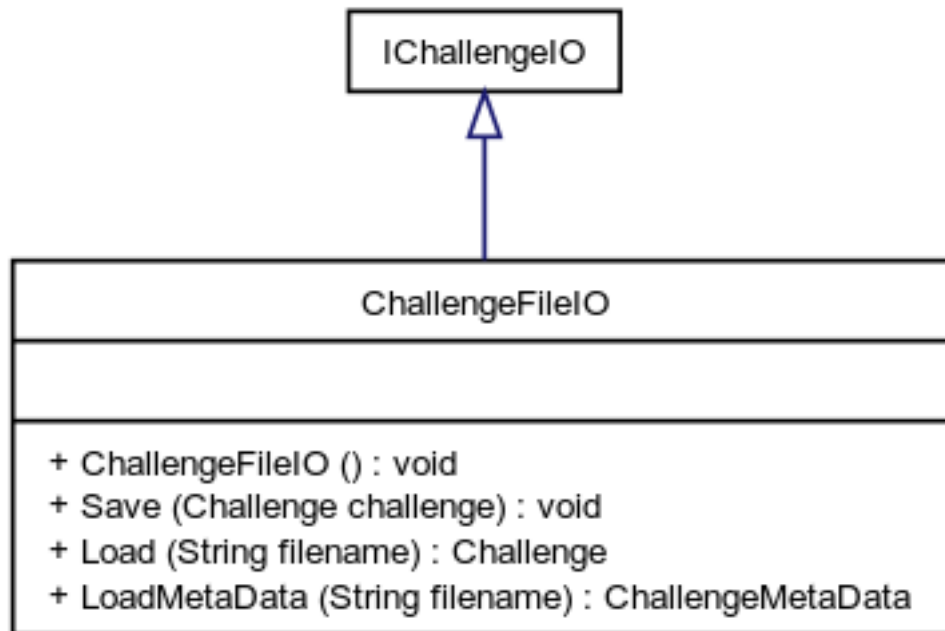 IChallengeIO
ChallengeFileIO
+ ChallengeFileIO () : void
+ Save (Challenge challenge) : void
+ Load (String filename) : Challenge
+ LoadMetaData (String filename) : ChallengeMetaData